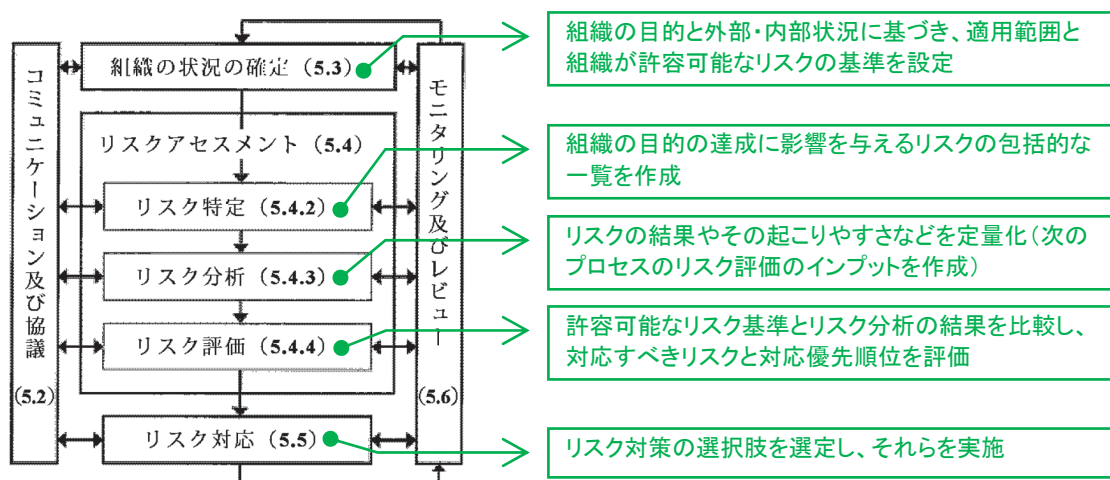 組織の状況の確定（5.3）
コミュニケーション及び協議
(5.2)
モニタリング及びレビュー
(5.6)
リスクアセスメント（5.4）
リスク特定（5.4.2）
リスク分析（5.4.3）
リスク評価（5.4.4）
リスク対応（5.5）
組織の目的と外部・内部状況に基づき、適用範囲と
組織が許容可能なリスクの基準を設定
組織の目的の達成に影響を与えるリスクの包括的な
一覧を作成
リスクの結果やその起こりやすさなどを定量化（次の
プロセスのリスク評価のインプットを作成）
許容可能なリスク基準とリスク分析の結果を比較し、
対応すべきリスクと対応優先順位を評価
リスク対策の選択肢を選定し、それらを実施